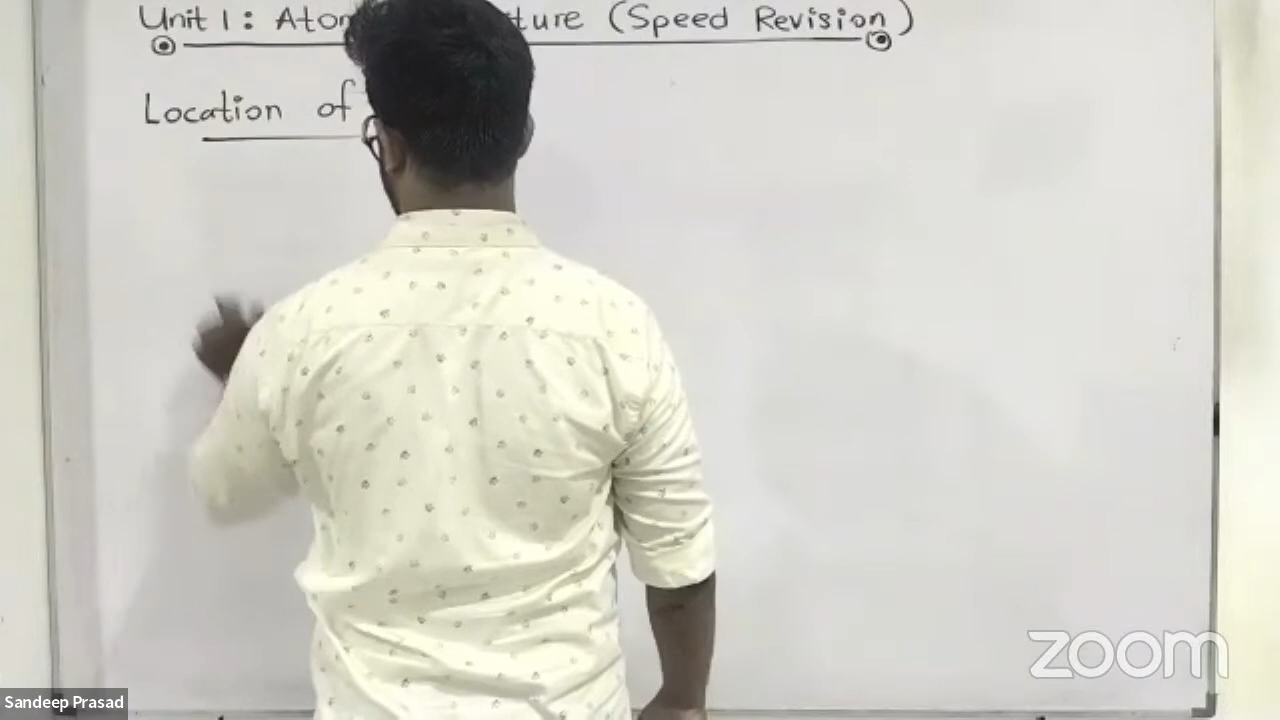 Unit 1: Atom ture (Speed Revision)
Location of
zoom
Sandeep Prasad